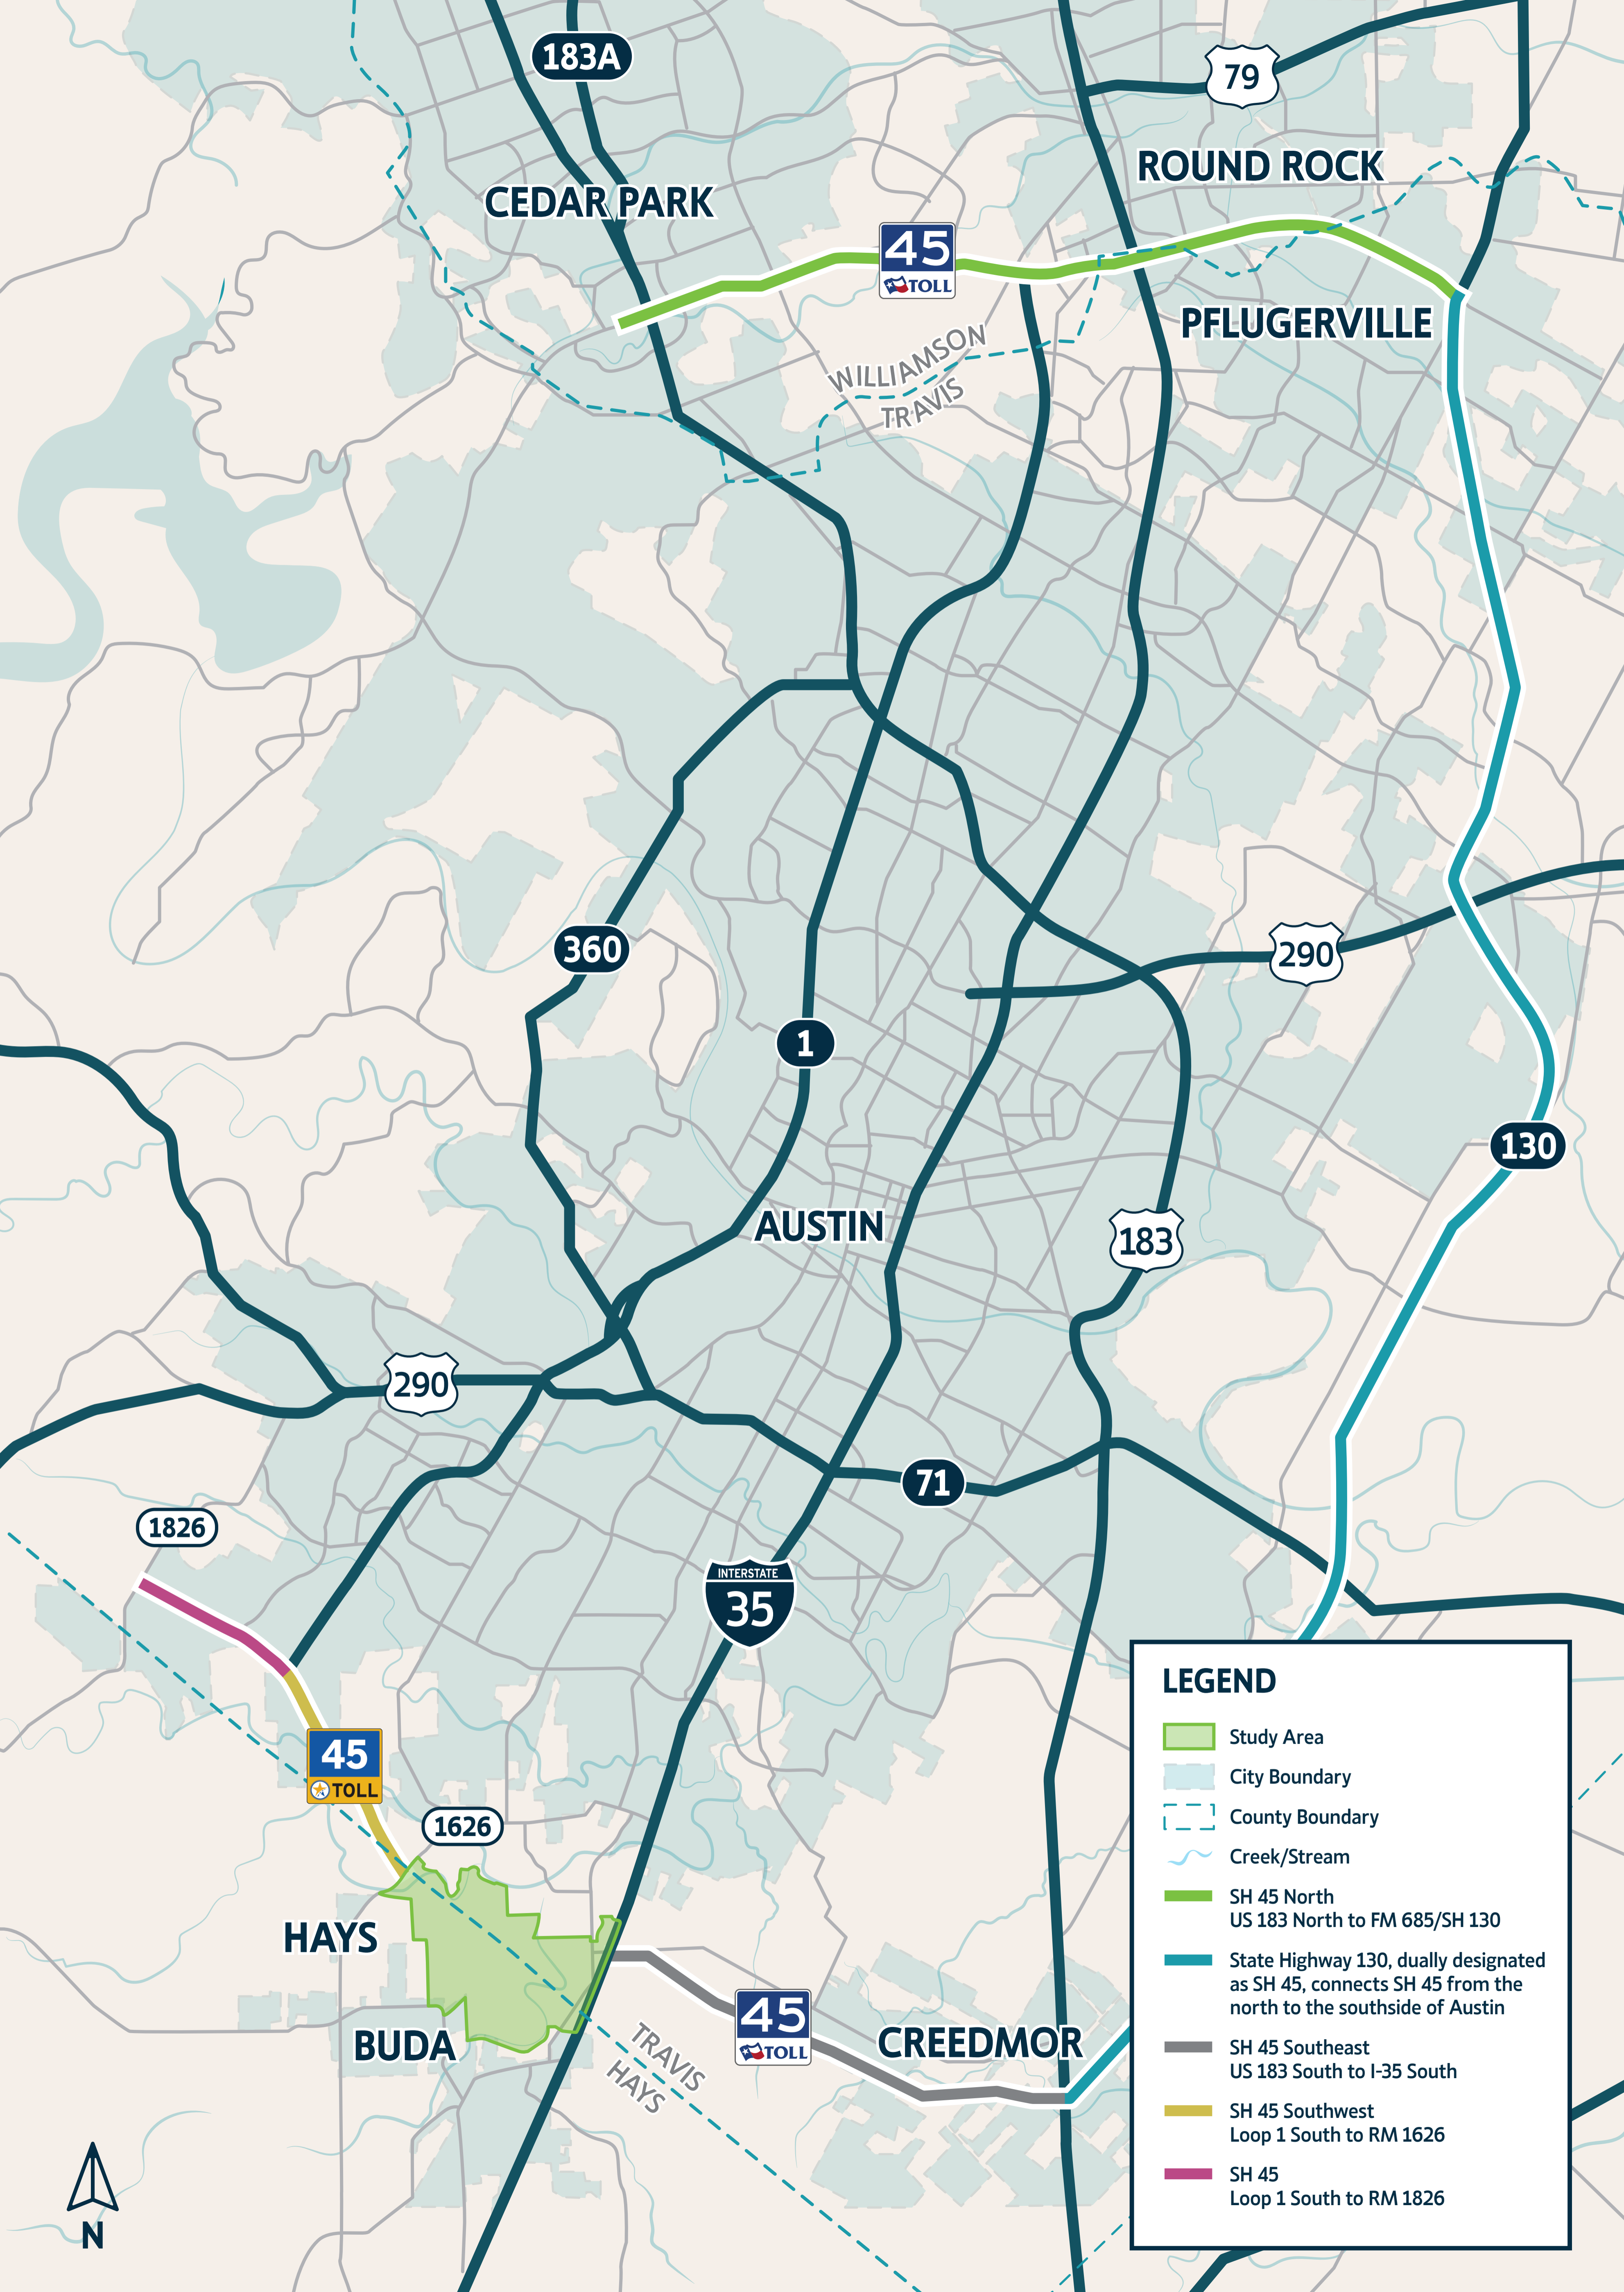 183A
79
ROUND ROCK
CEDAR PARK
45
TOLL
PFLUGERVILLE
WILLIAMSON
TRAVIS
360
290
1
130
AUSTIN
183
290
71
1826
INTERSTATE
35
45
TOLL
1626
HAYS
BUDA
45
TOLL
CREEDMOR
TRAVIS
HAYS
N
LEGEND
Study Area
City Boundary
County Boundary
Creek/Stream
SH 45 North
US 183 North to FM 685/SH 130
State Highway 130, dually designated
as SH 45, connects SH 45 from the
north to the southside of Austin
SH 45 Southeast
US 183 South to I-35 South
SH 45 Southwest
Loop 1 South to RM 1626
SH 45
Loop 1 South to RM 1826